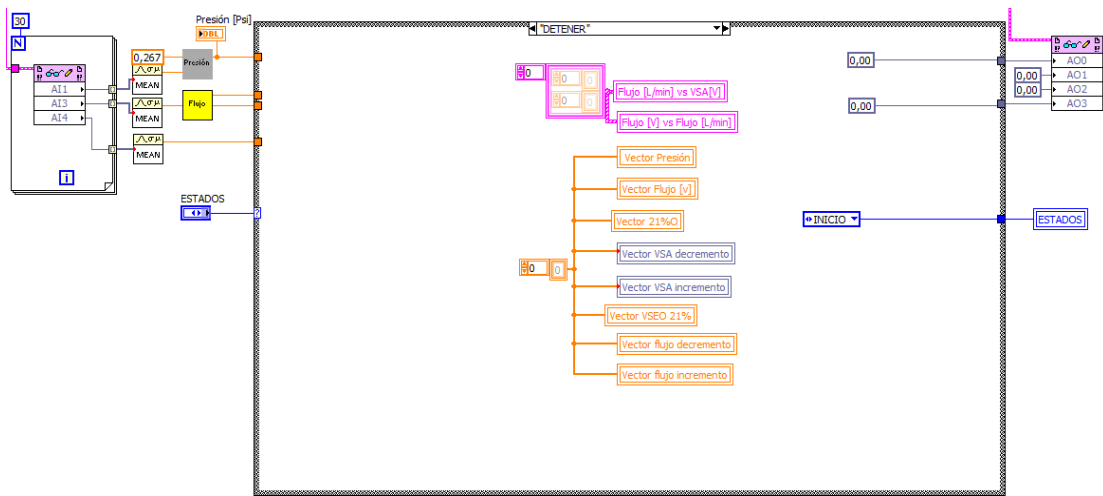 30
N
AI1
AI3
AI4
i
0,267
MEAN
MEAN
MEAN
Presión [Psi]
DBL
Presión
Flujo
ESTADOS
?
"DETENER"
0
0
0
0
0
Flujo [L/min] vs VSA[V]
Flujo [V] vs Flujo [L/min]
0
0
Vector Presión
Vector Flujo [v]
Vector 21%O
Vector VSA decremento
Vector VSA incremento
Vector VSEO 21%
Vector flujo decremento
Vector flujo incremento
0,00
0,00
INICIO
ESTADOS
0,00
0,00
AO0
AO1
AO2
AO3